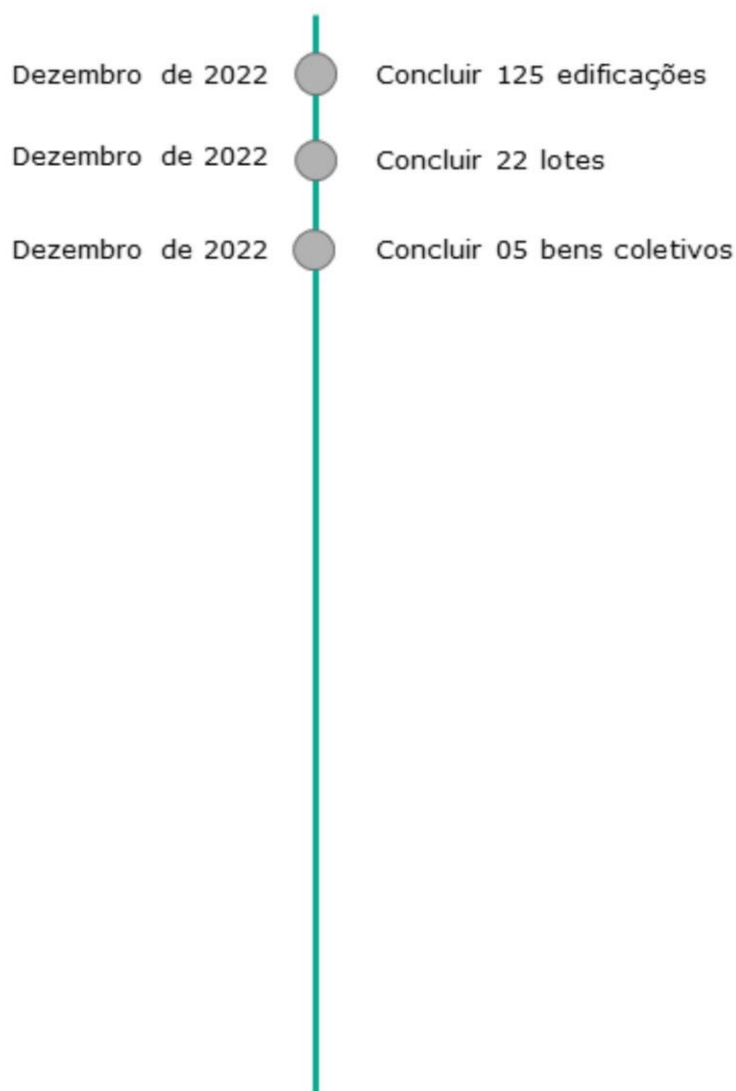 Dezembro de 2022 Concluir 125 edificações
Dezembro de 2022 Concluir 22 lotes
Dezembro de 2022 Concluir 05 bens coletivos